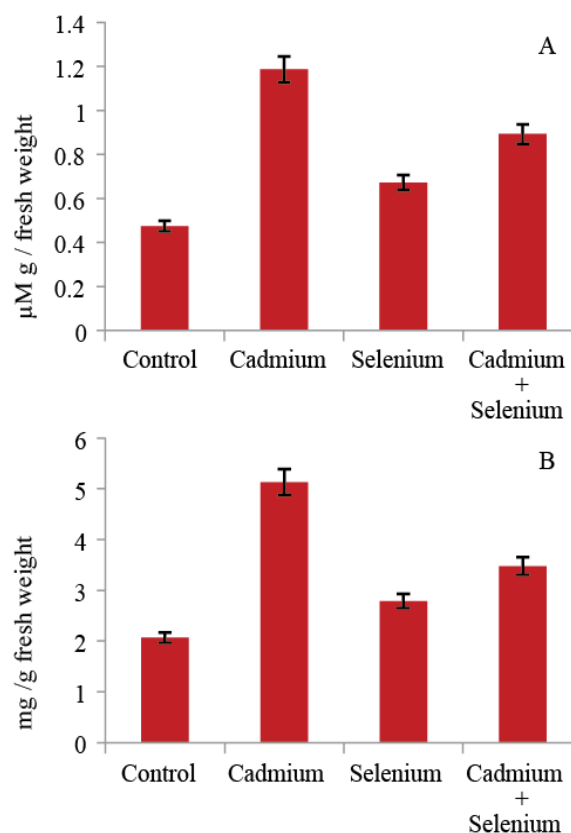 A
µM g / fresh weight
1.4
1.2
1
0.8
0.6
0.4
0.2
0
Control
Cadmium
Selenium
Cadmium
+
Selenium
B
mg /g fresh weight
6
5
4
3
2
1
0
Control
Cadmium
Selenium
Cadmium
+
Selenium